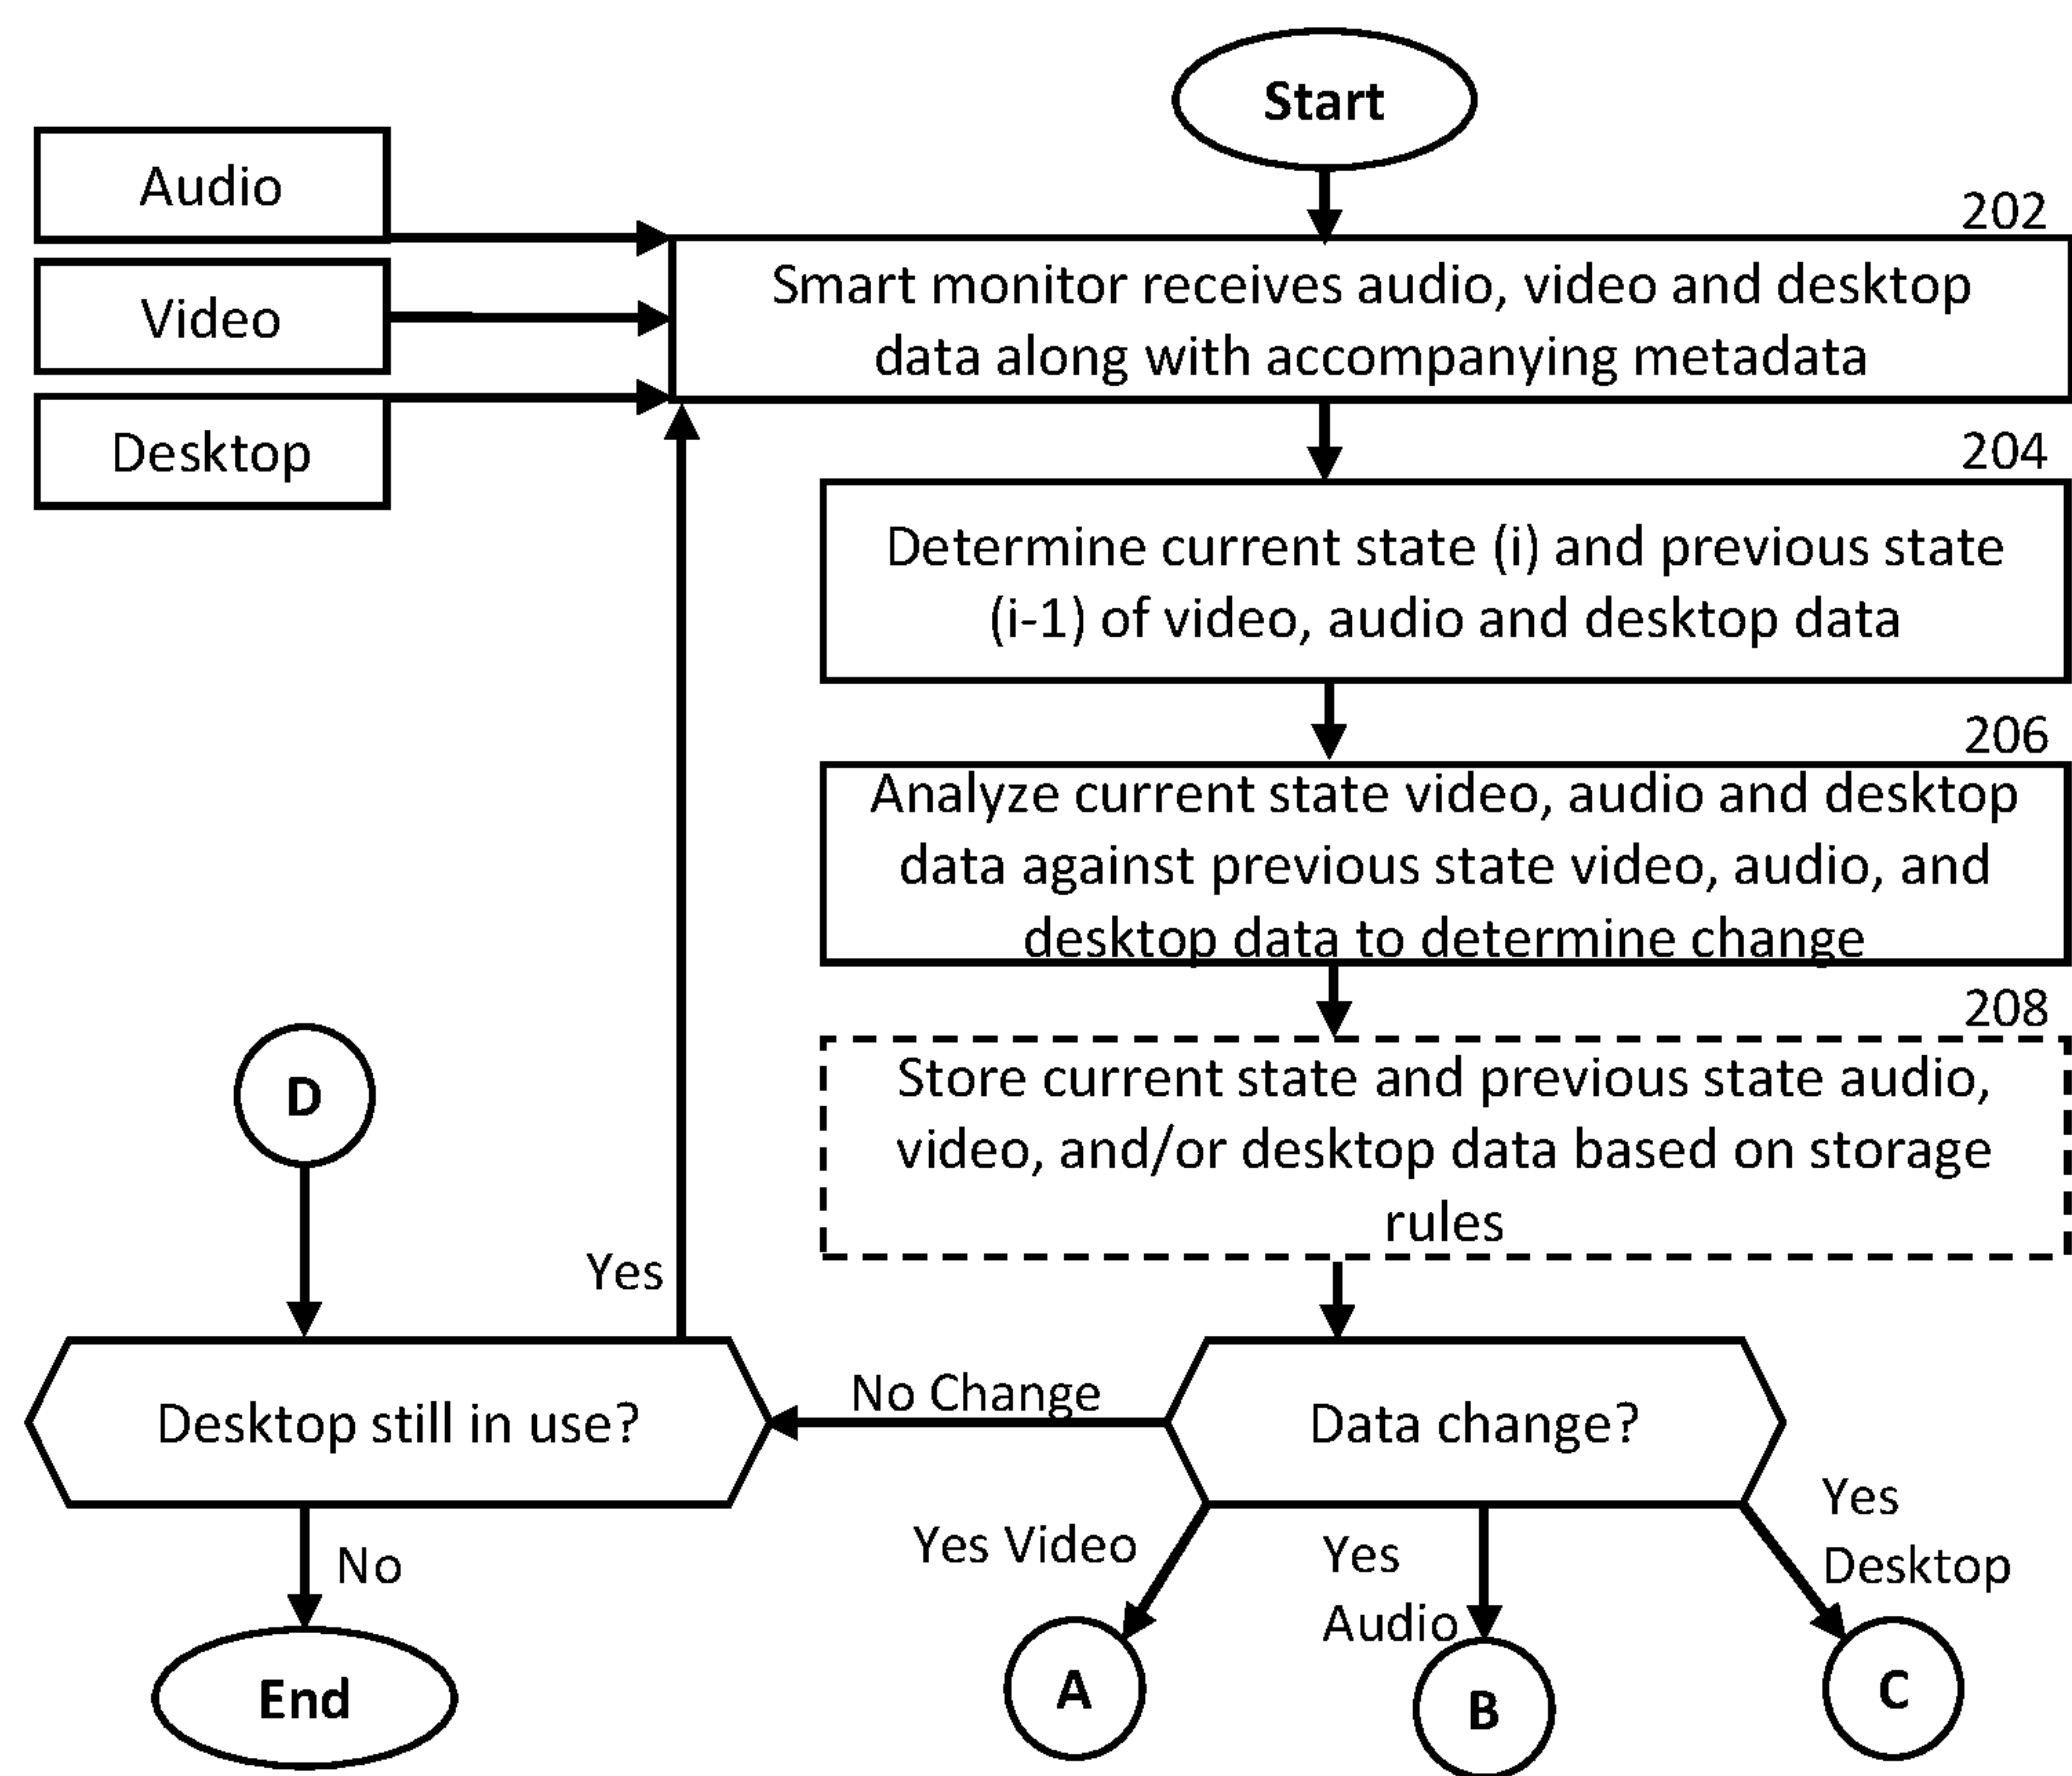 Start
Audio
Video
Desktop
202
Smart monitor receives audio, video and desktop
data along with accompanying metadata
204
Determine current state (i) and previous state
(i-1) of video, audio and desktop data
206
Analyze current state video, audio and desktop
data against previous state video, audio, and
desktop data to determine change
208
Store current state and previous state audio,
video, and/or desktop data based on storage
rules
D
Yes
Desktop still in use?
No Change
Data change?
No
End
Yes Video
Yes
Audio
Yes
Desktop
A
B
C